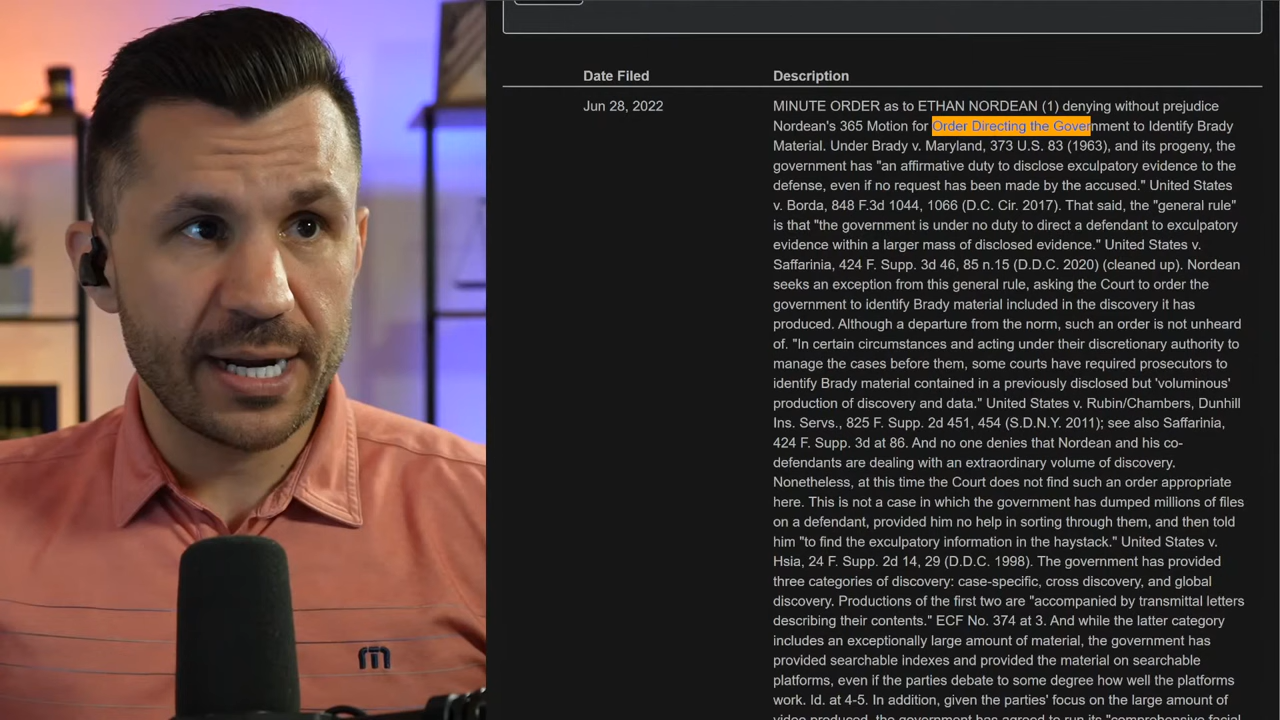 Date Filed
Description
Jun 28, 2022
MINUTE ORDER as to ETHAN NORDEAN (1) denying without prejudice
Nordean's 365 Motion for Order Directing the Government to Identify Brady
Material. Under Brady v. Maryland, 373 U.S. 83 (1963), and its progeny, the
government has "an affirmative duty to disclose exculpatory evidence to the
defense, even if no request has been made by the accused." United States
v. Borda, 848 F.3d 1044, 1066 (D.C. Cir. 2017). That said, the "general rule"
is that "the government is under no duty to direct a defendant to exculpatory
evidence within a larger mass of disclosed evidence." United States v.
Saffarinia, 424 F. Supp. 3d 46, 85 n.15 (D.D.C. 2020) (cleaned up). Nordean
seeks an exception from this general rule, asking the Court to order the
government to identify Brady material included in the discovery it has
produced. Although a departure from the norm, such an order is not unheard
of. "In certain circumstances and acting under their discretionary authority to
manage the cases before them, some courts have required prosecutors to
identify Brady material contained in a previously disclosed but 'voluminous'
production of discovery and data." United States v. Rubin/Chambers, Dunhill
Ins. Servs., 825 F. Supp. 2d 451, 454 (S.D.N.Y. 2011); see also Saffarinia,
424 F. Supp. 3d at 86. And no one denies that Nordean and his co-
defendants are dealing with an extraordinary volume of discovery.
Nonetheless, at this time the Court does not find such an order appropriate
here. This is not a case in which the government has dumped millions of files
on a defendant, provided him no help in sorting through them, and then told
him "to find the exculpatory information in the haystack." United States v.
Hsia, 24 F. Supp. 2d 14, 29 (D.D.C. 1998). The government has provided
three categories of discovery: case-specific, cross discovery, and global
discovery. Productions of the first two are "accompanied by transmittal letters
describing their contents." ECF No. 374 at 3. And while the latter category
includes an exceptionally large amount of material, the government has
provided searchable indexes and provided the material on searchable
platforms, even if the parties debate to some degree how well the platforms
work. Id. at 4-5. In addition, given the parties' focus on the large amount of
video produced, the government has agreed to run its "comprehensive facial